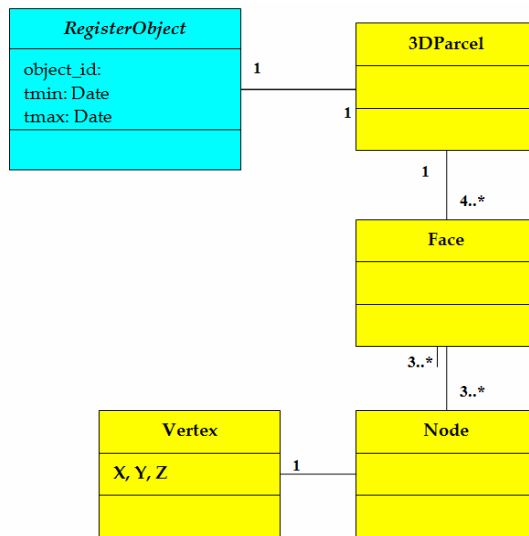 RegisterObject
object_id:
tmin: Date
tmax: Date
1
1
3DParcel
1
4..*
Face
3..*
3..*
Vertex
X, Y, Z
1
Node